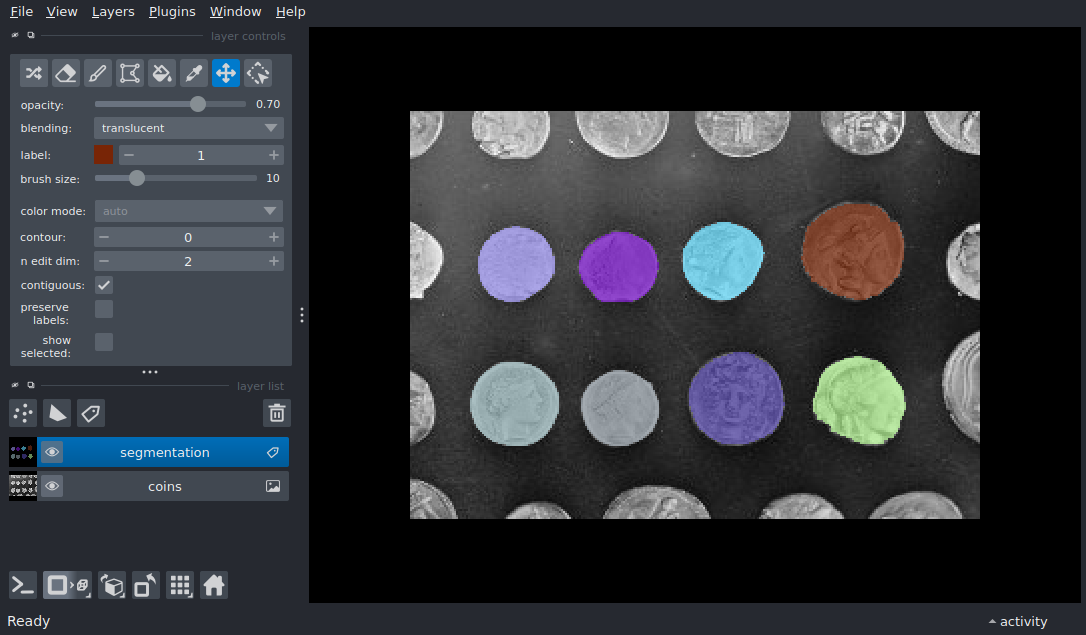 File View Layers Plugins Window Help
layer controls
opacity: 0.70
blending: translucent
label: 1
brush size: 10
color mode: auto
contour: 0
n edit dim: 2
contiguous:
preserve
labels:
show
selected:
layer list
segmentation
coins
Ready
activity